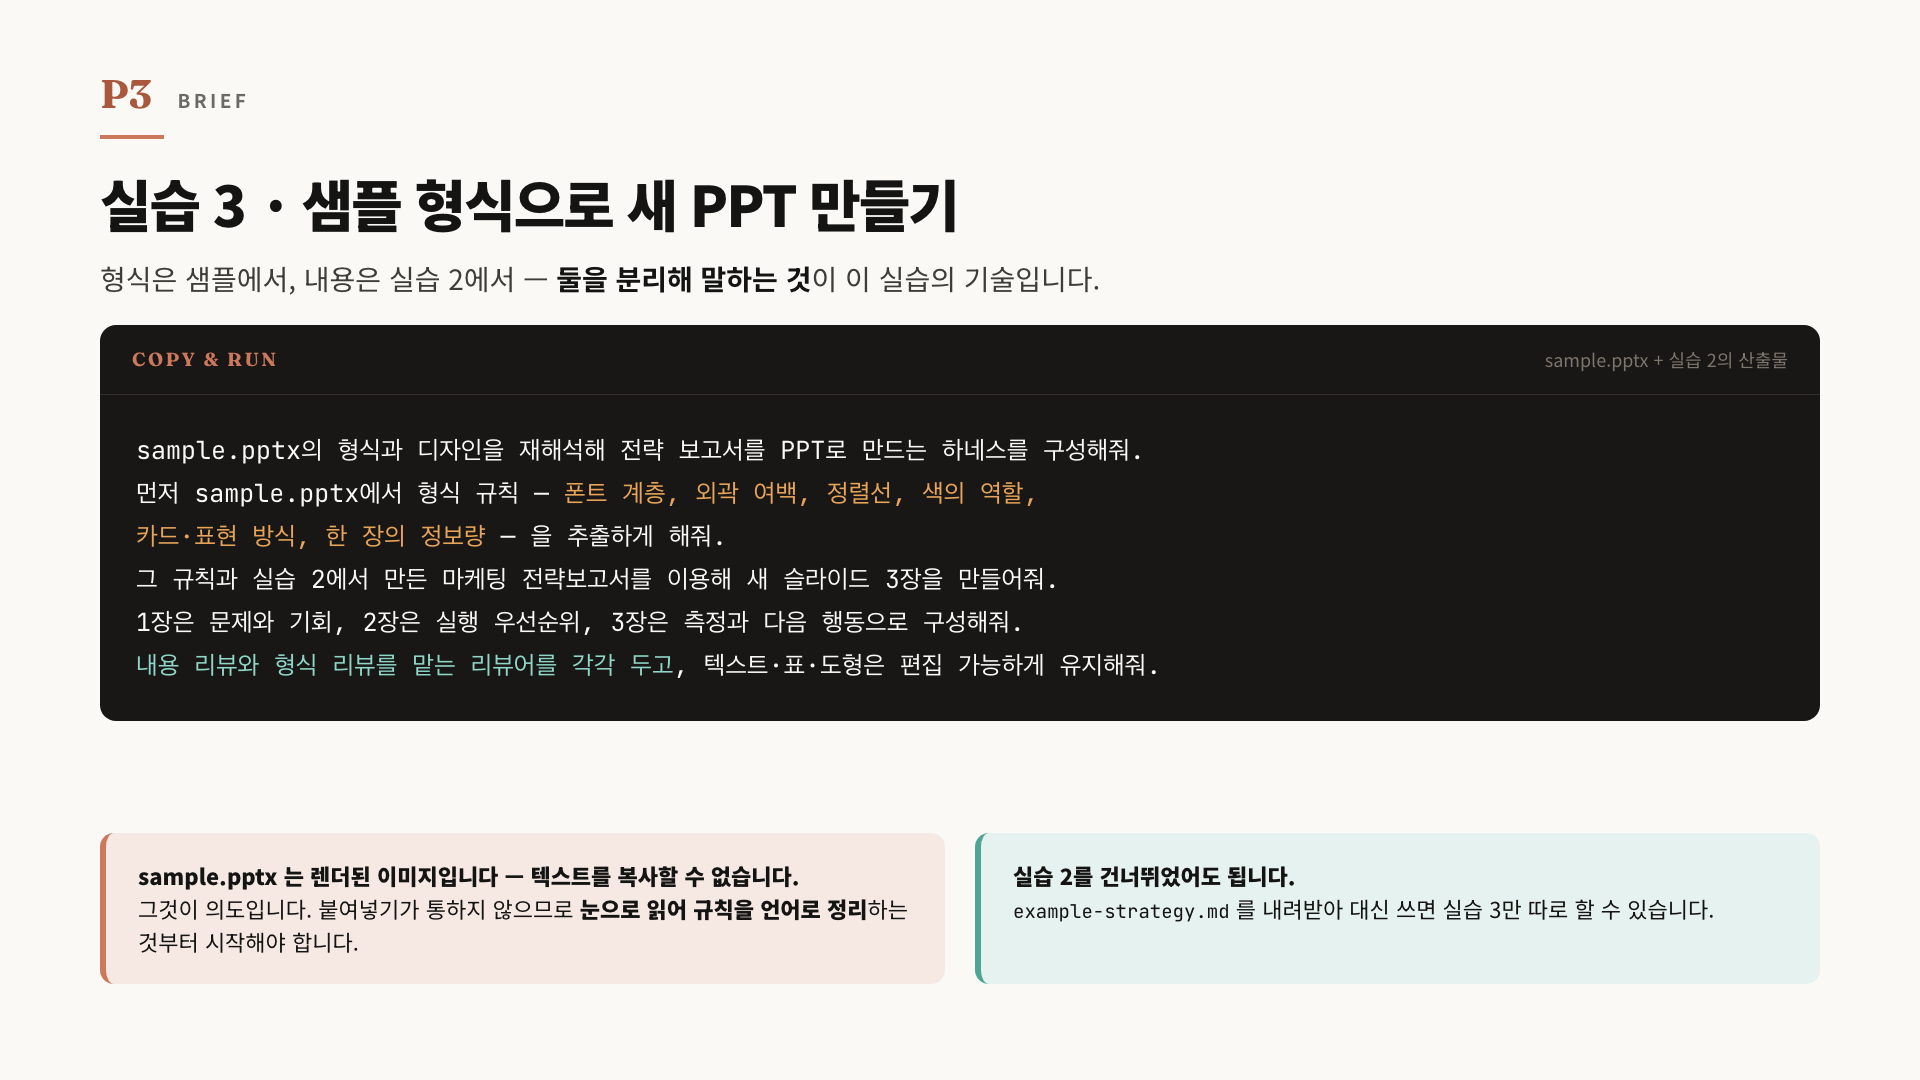 P3 BRIEF
실습 3 · 샘플 형식으로 새 PPT 만들기
형식은 샘플에서, 내용은 실습 2에서 — 둘을 분리해 말하는 것이 이 실습의 기술입니다.
COPY & RUN
sample.pptx + 실습 2의 산출물
sample.pptx의 형식과 디자인을 재해석해 전략 보고서를 PPT로 만드는 하네스를 구성해줘.
먼저 sample.pptx에서 형식 규칙 — 폰트 계층, 외곽 여백, 정렬선, 색의 역할,
카드·표현 방식, 한 장의 정보량 — 을 추출하게 해줘.
그 규칙과 실습 2에서 만든 마케팅 전략보고서를 이용해 새 슬라이드 3장을 만들어줘.
1장은 문제와 기회, 2장은 실행 우선순위, 3장은 측정과 다음 행동으로 구성해줘.
내용 리뷰와 형식 리뷰를 맡는 리뷰어를 각각 두고, 텍스트·표·도형은 편집 가능하게 유지해줘.
sample.pptx 는 렌더된 이미지입니다 — 텍스트를 복사할 수 없습니다.
그것이 의도입니다. 붙여넣기가 통하지 않으므로 눈으로 읽어 규칙을 언어로 정리하는
것부터 시작해야 합니다.
실습 2를 건너뛰었어도 됩니다.
example-strategy.md 를 내려받아 대신 쓰면 실습 3만 따로 할 수 있습니다.